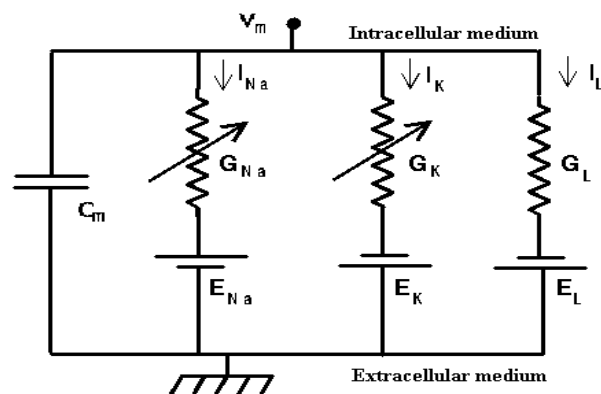 Vm Intracellular medium
INa IK IL
GNa GK GL
Cm
ENa EK EL
Extracellular medium